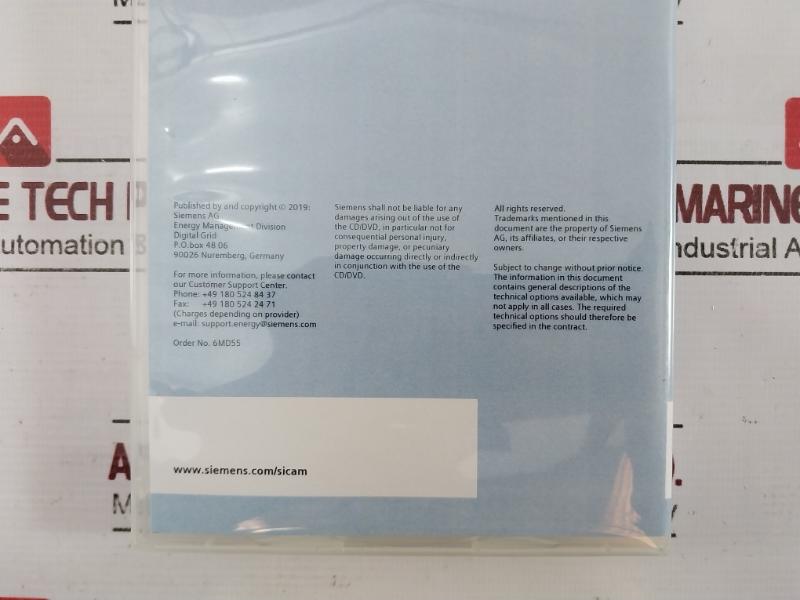 Published by and copyright © 2019:
Siemens AG
Energy Management Division
Digital Grid
P.O.box 48 06
90026 Nuremberg, Germany
For more information, please contact
our Customer Support Center.
Phone: +49 180 524 84 37
Fax: +49 180 524 24 71
(Charges depending on provider)
e-mail: support.energy@siemens.com
Order No. 6MD55
Siemens shall not be liable for any
damages arising out of the use of
the CD/DVD, in particular not for
consequential personal injury,
property damage, or pecuniary
damage occurring directly or indirectly
in conjunction with the use of the
CD/DVD.
All rights reserved.
Trademarks mentioned in this
document are the property of Siemens
AG, its affiliates, or their respective
owners.
Subject to change without prior notice.
The information in this document
contains general descriptions of the
technical options available, which may
not apply in all cases. The required
technical options should therefore be
specified in the contract.
www.siemens.com/sicam
E TECH
MARINE
utomation
ndustrial A